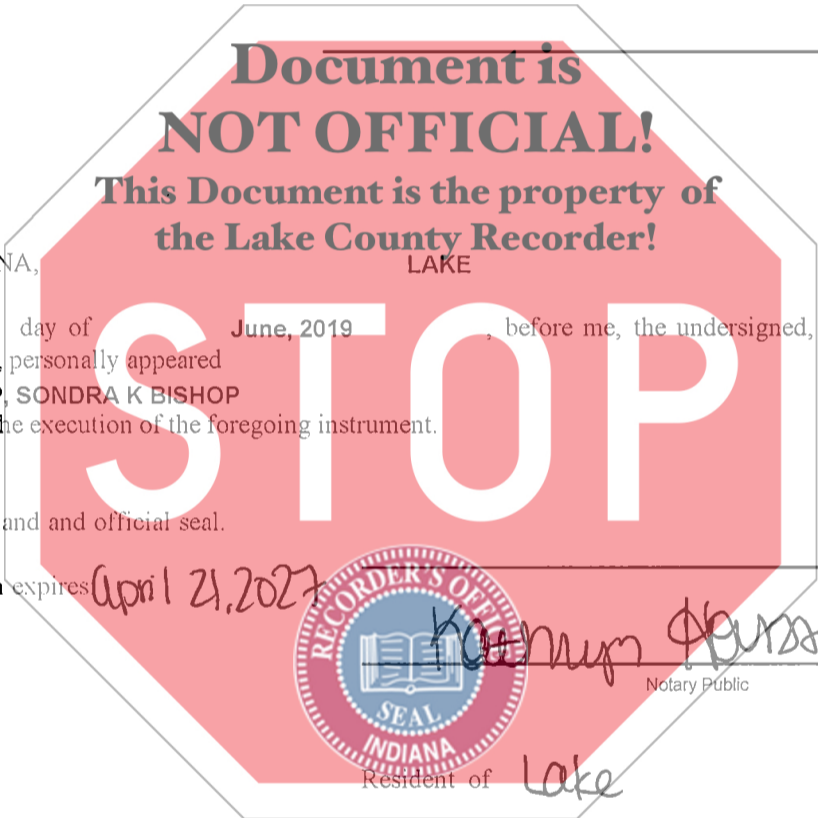 Document is
NOT OFFICIAL!
This Document is the property of
the Lake County Recorder!
NA, LAKE
day of June, 2019 , before me, the undersigned,
, personally appeared
P, SONDRA K BISHOP
he execution of the foregoing instrument.
STOP
and and official seal.
n expires April 21, 2027
RECORDER'S OFFICE
SEAL
INDIANA
Kathryn
Notary Public
Resident of Lake